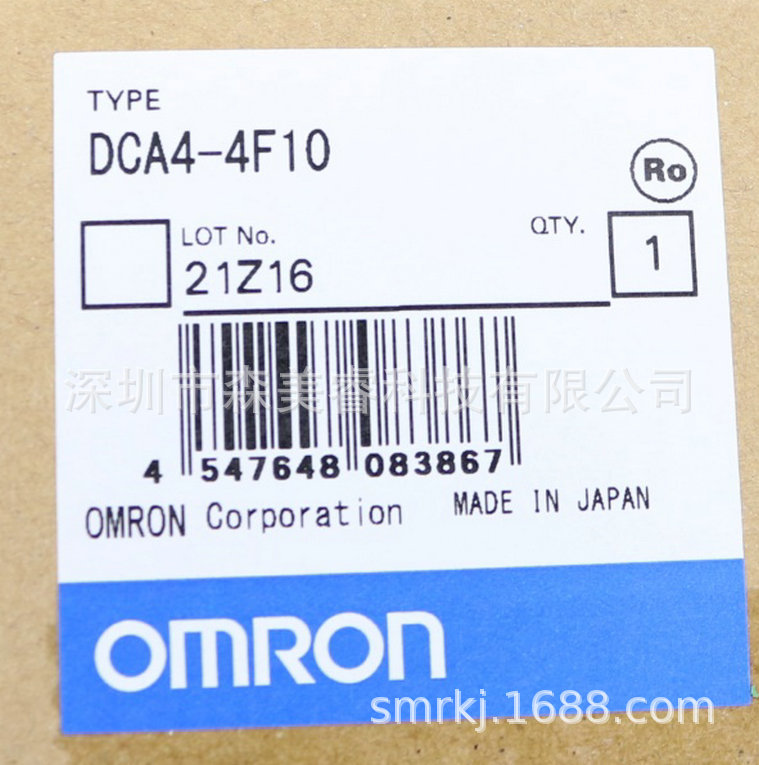 TYPE
DCA4-4F10
Ro
LOT No.
QTY.
21Z16
1
深圳市森美睿科技有限公司
4 547648 083867
OMRON Corporation MADE IN JAPAN
OMRON
smrkj.1688.com